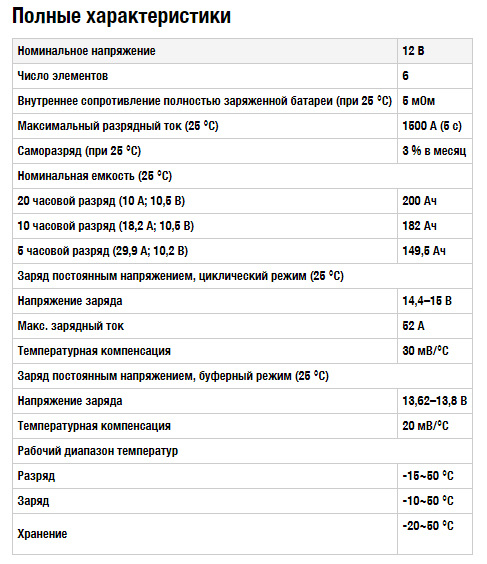 Полные характеристики
Номинальное напряжение 12 В
Число элементов 6
Внутреннее сопротивление полностью заряженной батареи (при 25 °С) 5 мОм
Максимальный разрядный ток (25 °С) 1500 А (5 с)
Саморазряд (при 25 °С) 3 % в месяц
Номинальная емкость (25 °С)
20 часовой разряд (10 А; 10,5 В) 200 Ач
10 часовой разряд (18,2 А; 10,5 В) 182 Ач
5 часовой разряд (29,9 А; 10,2 В) 149,5 Ач
Заряд постоянным напряжением, циклический режим (25 °С)
Напряжение заряда 14,4–15 В
Макс. зарядный ток 52 А
Температурная компенсация 30 мВ/°С
Заряд постоянным напряжением, буферный режим (25 °С)
Напряжение заряда 13,62–13,8 В
Температурная компенсация 20 мВ/°С
Рабочий диапазон температур
Разряд -15~50 °С
Заряд -10~50 °С
Хранение -20~50 °С